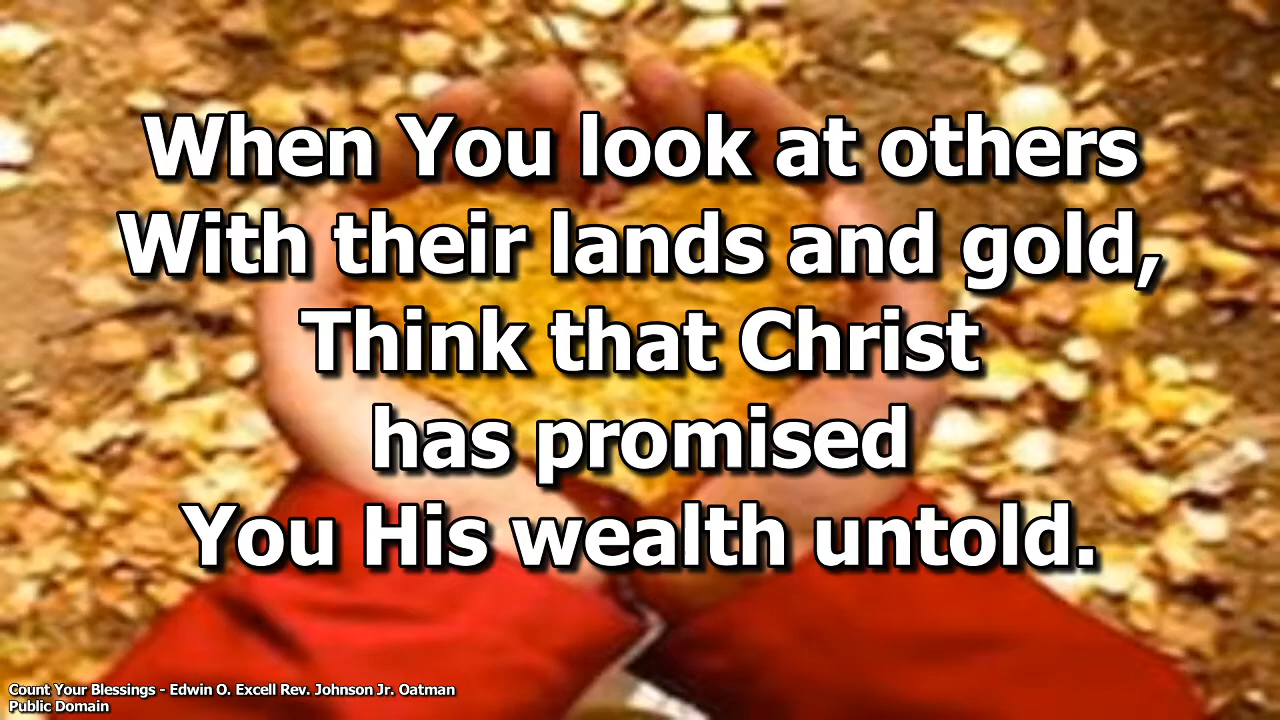 When You look at others
With their lands and gold,
Think that Christ
has promised
You His wealth untold.
Count Your Blessings - Edwin O. Excell Rev. Johnson Jr. Oatman
Public Domain